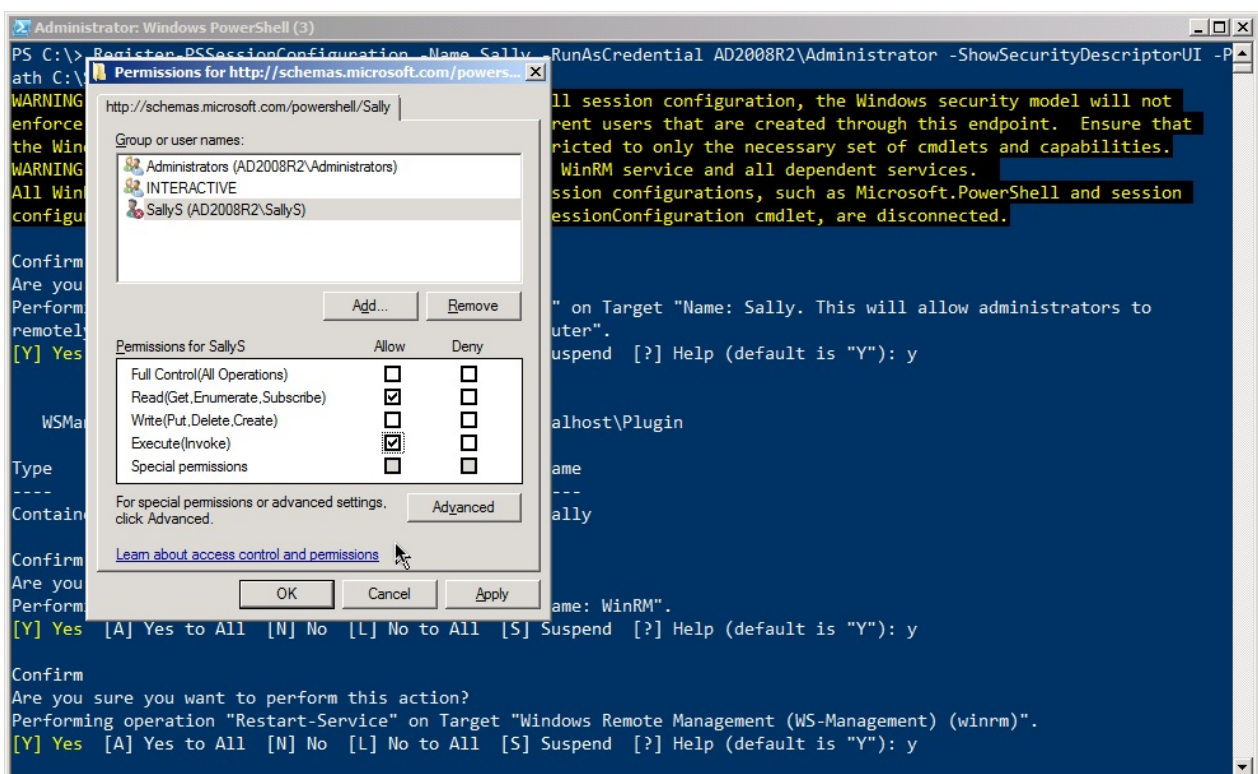 Administrator: Windows PowerShell (3)
PS C:\> Register-PSSessionConfiguration -Name Sally -RunAsCredential AD2008R2\Administrator -ShowSecurityDescriptorUI -P
ath C:\
WARNING ll session configuration, the Windows security model will not
enforce rent users that are created through this endpoint.  Ensure that
the Win ricted to only the necessary set of cmdlets and capabilities.
WARNING WinRM service and all dependent services.
All Win ssion configurations, such as Microsoft.PowerShell and session
configu essionConfiguration cmdlet, are disconnected.
Confirm
Are you
Perform " on Target "Name: Sally. This will allow administrators to
remotel uter".
[Y] Yes uspend  [?] Help (default is "Y"): y
WSMa alhost\Plugin
Type ame
---- ---
Contain ally
Confirm
Are you
Perform ame: WinRM".
[Y] Yes  [A] Yes to All  [N] No  [L] No to All  [S] Suspend  [?] Help (default is "Y"): y
Confirm
Are you sure you want to perform this action?
Performing operation "Restart-Service" on Target "Windows Remote Management (WS-Management) (winrm)".
[Y] Yes  [A] Yes to All  [N] No  [L] No to All  [S] Suspend  [?] Help (default is "Y"): y
Permissions for http://schemas.microsoft.com/powers...
http://schemas.microsoft.com/powershell/Sally
Group or user names:
Administrators (AD2008R2\Administrators)
INTERACTIVE
SallyS (AD2008R2\SallyS)
Add... Remove
Permissions for SallyS Allow Deny
Full Control(All Operations)
Read(Get,Enumerate,Subscribe)
Write(Put,Delete,Create)
Execute(Invoke)
Special permissions
For special permissions or advanced settings,
click Advanced.
Advanced
Learn about access control and permissions
OK Cancel Apply